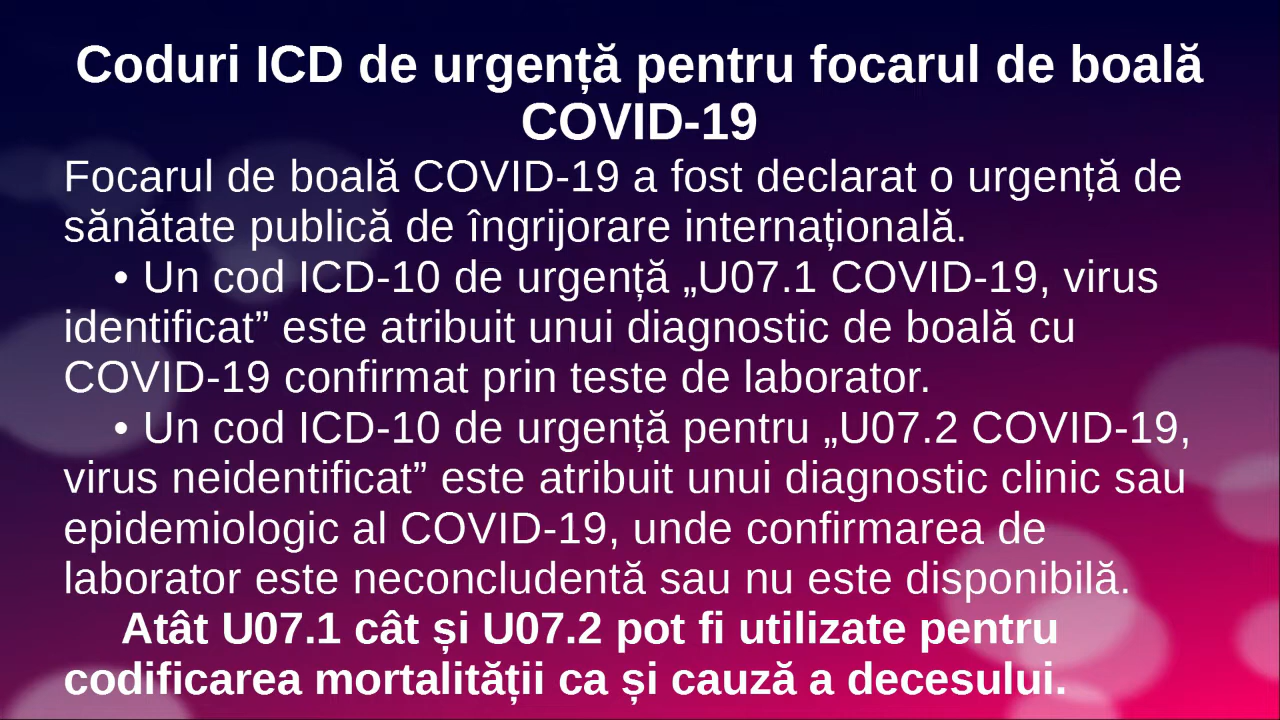 Coduri ICD de urgență pentru focarul de boală
COVID-19
Focarul de boală COVID-19 a fost declarat o urgență de
sănătate publică de îngrijorare internațională.
• Un cod ICD-10 de urgență „U07.1 COVID-19, virus
identificat” este atribuit unui diagnostic de boală cu
COVID-19 confirmat prin teste de laborator.
• Un cod ICD-10 de urgență pentru „U07.2 COVID-19,
virus neidentificat” este atribuit unui diagnostic clinic sau
epidemiologic al COVID-19, unde confirmarea de
laborator este neconcludentă sau nu este disponibilă.
Atât U07.1 cât și U07.2 pot fi utilizate pentru
codificarea mortalității ca și cauză a decesului.